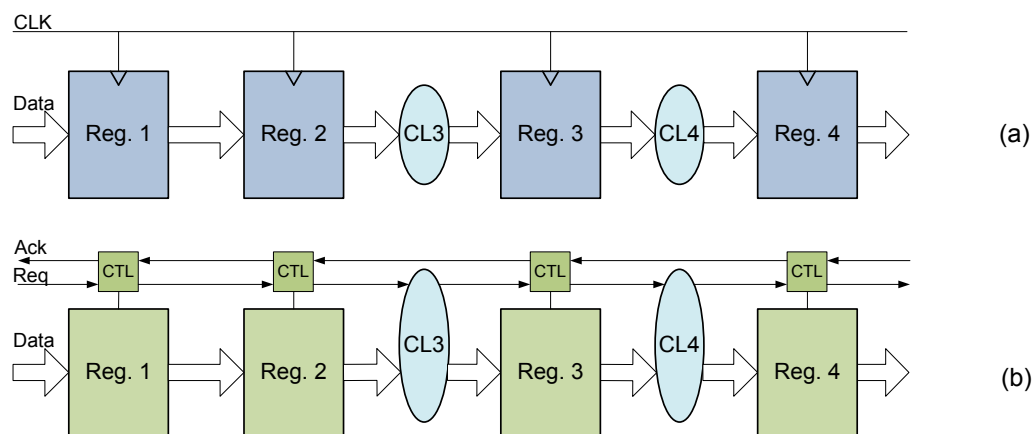 CLK
Data
Reg. 1
Reg. 2
CL3
Reg. 3
CL4
Reg. 4
(a)
Ack
Req
CTL
CTL
CTL
CTL
Data
Reg. 1
Reg. 2
CL3
Reg. 3
CL4
Reg. 4
(b)